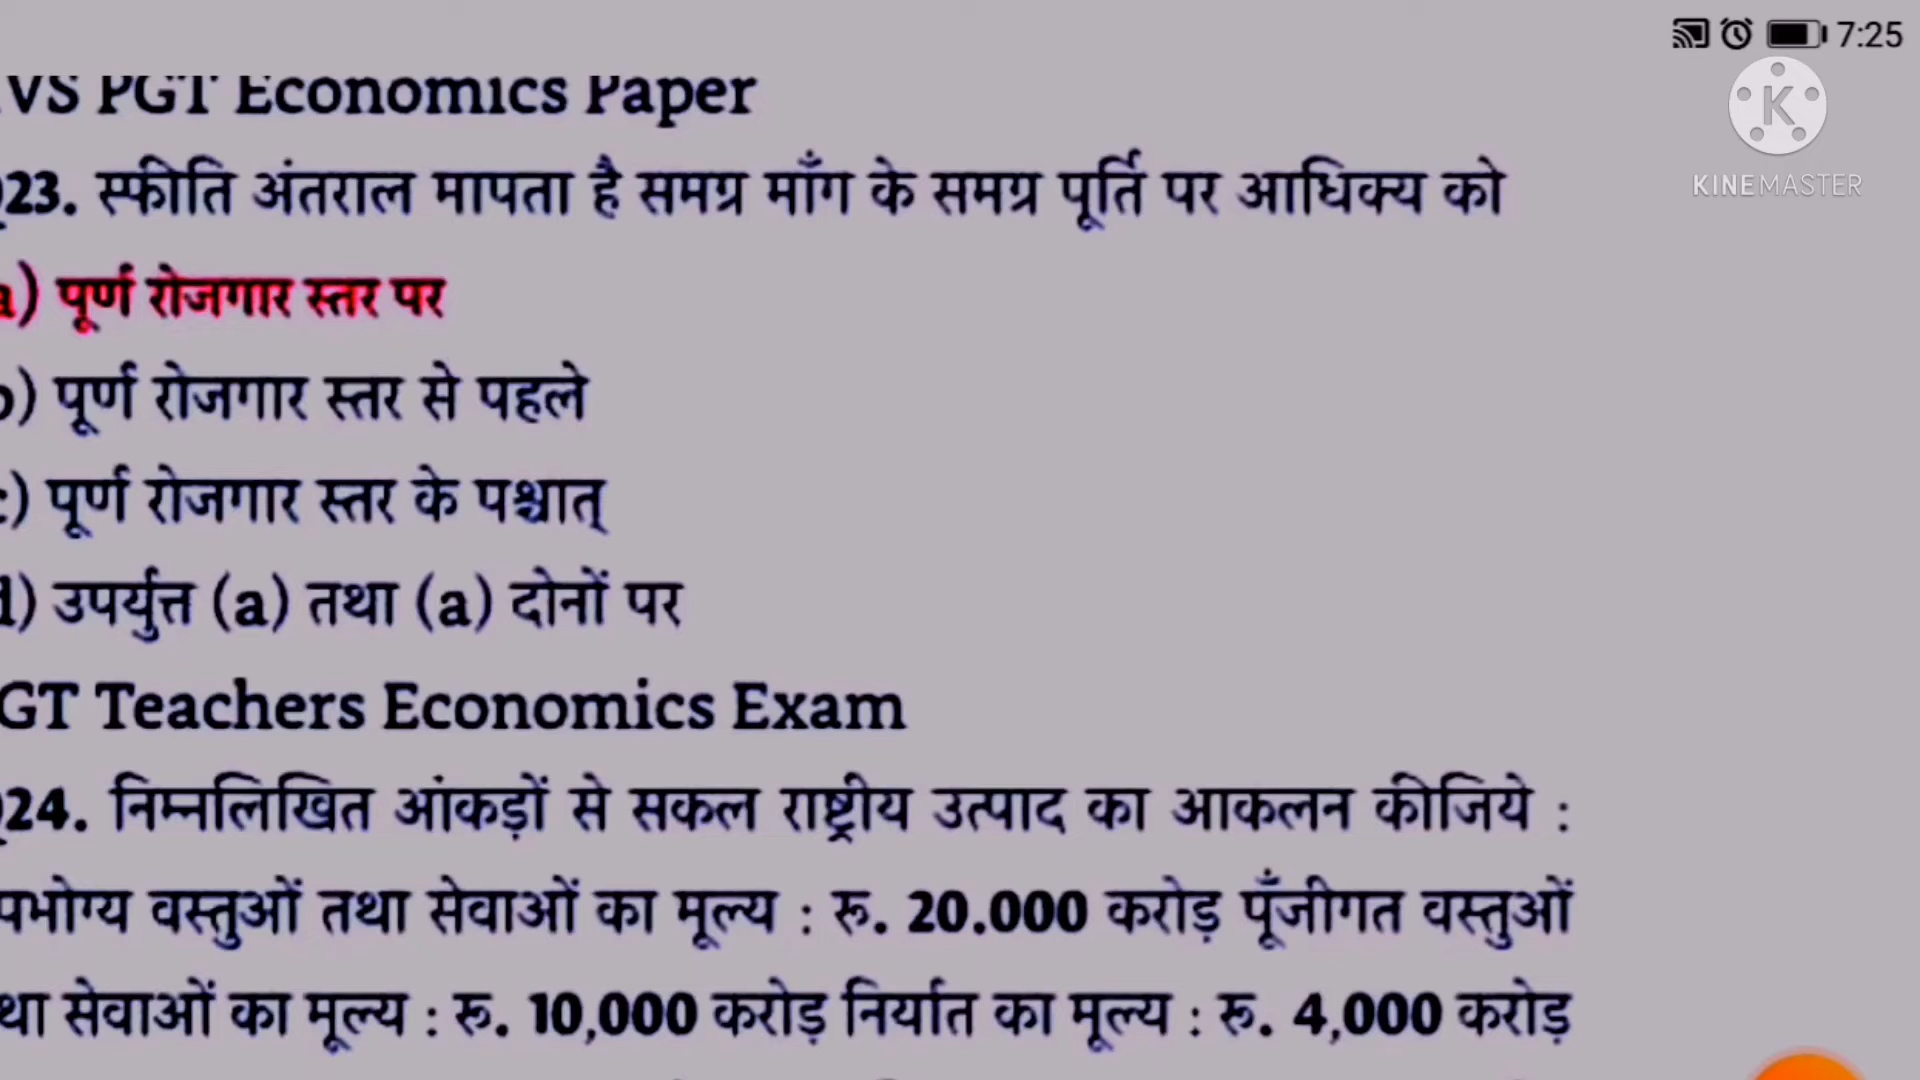 7:25
VS PGT Economics Paper
KINEMASTER
23. स्फीति अंतराल मापता है समग्र माँग के समग्र पूर्ति पर आधिक्य को
a) पूर्ण रोजगार स्तर पर
b) पूर्ण रोजगार स्तर से पहले
c) पूर्ण रोजगार स्तर के पश्चात्
d) उपर्युत्त (a) तथा (a) दोनों पर
GT Teachers Economics Exam
24. निम्नलिखित आंकड़ों से सकल राष्ट्रीय उत्पाद का आकलन कीजिये :
पभोग्य वस्तुओं तथा सेवाओं का मूल्य : रू. 20.000 करोड़ पूँजीगत वस्तुओं
था सेवाओं का मूल्य : रू. 10,000 करोड़ निर्यात का मूल्य : रू. 4,000 करोड़